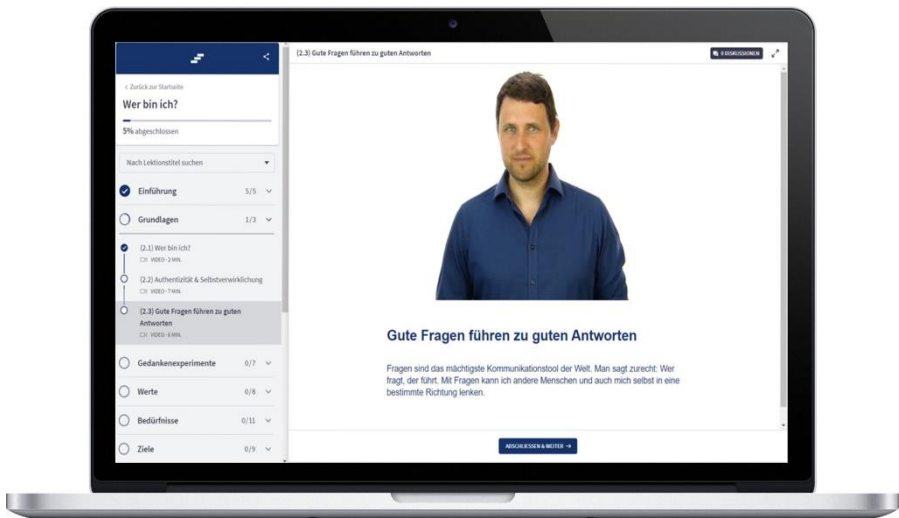 < Zurück zur Startseite
Wer bin ich?
5% abgeschlossen
Nach Lektionstitel suchen
Einführung 5/5
Grundlagen 1/3
(2.1) Wer bin ich?
VIDEO · 2 MIN.
(2.2) Authentizität & Selbstverwirklichung
VIDEO · 7 MIN.
(2.3) Gute Fragen führen zu guten
Antworten
VIDEO · 6 MIN.
Gedankenexperimente 0/7
Werte 0/8
Bedürfnisse 0/11
Ziele 0/9
(2.3) Gute Fragen führen zu guten Antworten
0 DISKUSSIONEN
Gute Fragen führen zu guten Antworten
Fragen sind das mächtigste Kommunikationstool der Welt. Man sagt zurecht: Wer
fragt, der führt. Mit Fragen kann ich andere Menschen und auch mich selbst in eine
bestimmte Richtung lenken.
ABSCHLIESSEN & WEITER →